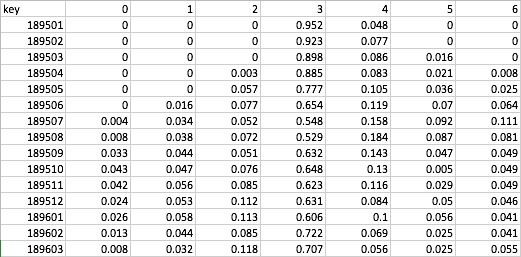 key 0 1 2 3 4 5 6
189501 0 0 0 0.952 0.048 0 0
189502 0 0 0 0.923 0.077 0 0
189503 0 0 0 0.898 0.086 0.016 0
189504 0 0 0.003 0.885 0.083 0.021 0.008
189505 0 0 0.057 0.777 0.105 0.036 0.025
189506 0 0.016 0.077 0.654 0.119 0.07 0.064
189507 0.004 0.034 0.052 0.548 0.158 0.092 0.111
189508 0.008 0.038 0.072 0.529 0.184 0.087 0.081
189509 0.033 0.044 0.051 0.632 0.143 0.047 0.049
189510 0.043 0.047 0.076 0.648 0.13 0.005 0.049
189511 0.042 0.056 0.085 0.623 0.116 0.029 0.049
189512 0.024 0.053 0.112 0.631 0.084 0.05 0.046
189601 0.026 0.058 0.113 0.606 0.1 0.056 0.041
189602 0.013 0.044 0.085 0.722 0.069 0.025 0.041
189603 0.008 0.032 0.118 0.707 0.056 0.025 0.055